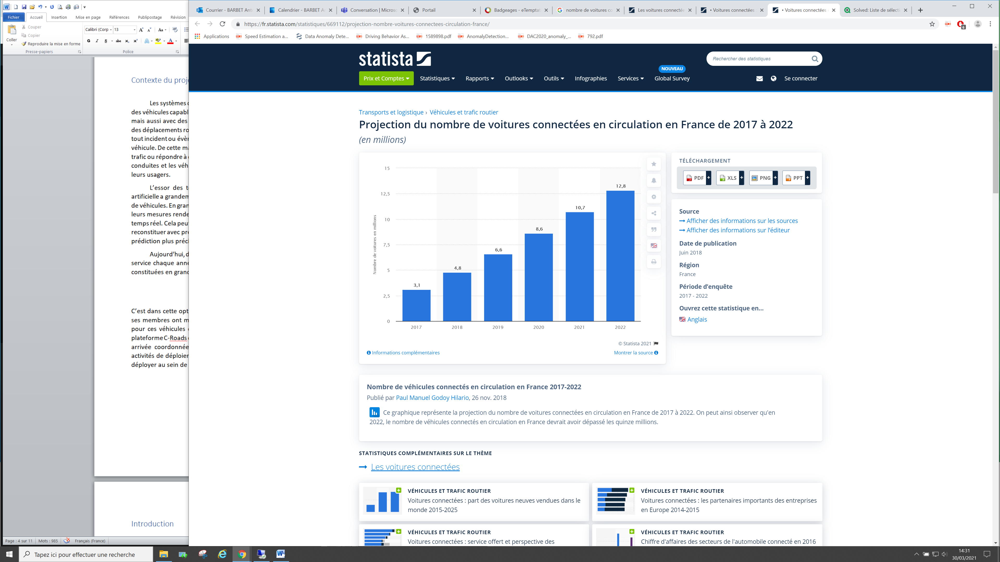 Courrier - BARBET Anto
Calendrier - BARBET A
Conversation | Microso
Portail
Badgeages - eTemptat
nombre de voitures co
Les voitures connectée
• Voitures connectées
• Voitures connectées
Solved: Liste de sélecti
https://fr.statista.com/statistiques/669112/projection-nombre-voitures-connectees-circulation-france/
6
Applications
Speed Estimation a...
Data Anomaly Dete...
Driving Behavior As...
1589898.pdf
AnomalyDetection...
DAC2020_anomaly_...
792.pdf
Fichier
Accueil
Insertion
Mise en page
Références
Publipostage
Révision
Coller
Couper
Copier
Reproduire la mise en forme
Presse-papiers
Calibri (Corp
13
Aa
G I S abc x₂ x²
Police
Contexte du proj
Les systèmes
des véhicules capabl
mais aussi avec des
des déplacements ro
tout incident ou évèn
véhicule. De cette ma
trafic ou répondre à
conduites et les véh
leurs usagers.
L'essor des t
artificielle a grandem
de véhicules. En gran
leurs mesures rende
temps réel. Cela peu
reconstituer avec pré
prédiction plus préci
Aujourd'hui, d
service chaque anné
constituées en grand
C'est dans cette opt
ses membres ont m
pour ces véhicules
plateforme C-Roads
arrivée coordonnée
activités de déploier
déployer au sein de
Introduction
Page : 4 sur 11
Mots : 985
Français (France)
statista
Rechercher des statistiques
Prix et Comptes
Statistiques
Rapports
Outlooks
Outils
Infographies
Services
NOUVEAU
Global Survey
Se connecter
Transports et logistique › Véhicules et trafic routier
Projection du nombre de voitures connectées en circulation en France de 2017 à 2022
(en millions)
Nombre de voitures en millions
15
12,5
10
7,5
5
2,5
0
3,1
4,8
6,6
8,6
10,7
12,8
2017
2018
2019
2020
2021
2022
© Statista 2021
Informations complémentaires
Montrer la source
TÉLÉCHARGEMENT
PDF +
XLS +
PNG +
PPT +
Source
Afficher des informations sur les sources
Afficher des informations sur l'éditeur
Date de publication
Juin 2018
Région
France
Période d'enquête
2017 - 2022
Ouvrez cette statistique en...
Anglais
Nombre de véhicules connectés en circulation en France 2017-2022
Publié par Paul Manuel Godoy Hilario, 26 nov. 2018
Ce graphique représente la projection du nombre de voitures connectées en circulation en France de 2017 à 2022. On peut ainsi observer qu'en
2022, le nombre de véhicules connectés en circulation en France devrait avoir dépassé les quinze millions.
STATISTIQUES COMPLÉMENTAIRES SUR LE THÈME
Les voitures connectées
VÉHICULES ET TRAFIC ROUTIER
Voitures connectées : part des voitures neuves vendues dans le
monde 2015-2025
VÉHICULES ET TRAFIC ROUTIER
Voitures connectées : les partenaires importants des entreprises
en Europe 2014-2015
VÉHICULES ET TRAFIC ROUTIER
Voitures connectées : service offert et perspective des
VÉHICULES ET TRAFIC ROUTIER
Chiffre d'affaires des secteurs de l'automobile connecté en 2016
Tapez ici pour effectuer une recherche
14:31
30/03/2021